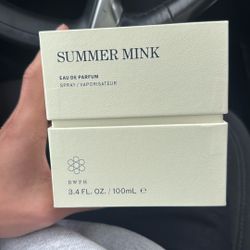 SUMMER MINK
EAU DE PARFUM
SPRAY / VAPORISATEUR
3.4 FL. OZ. / 100mL ℮